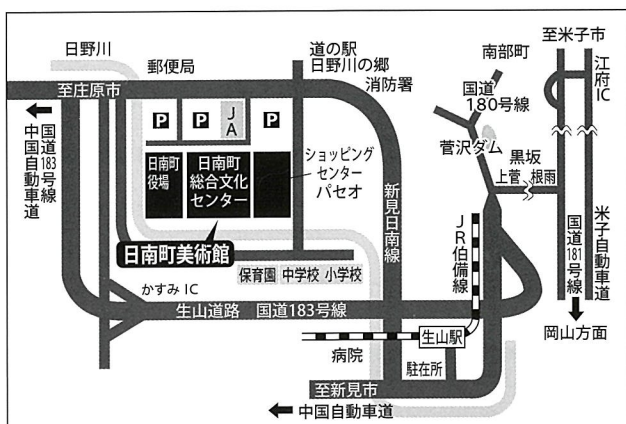 日野川
郵便局
道の駅
日野川の郷
消防署
南部町
至米子市
江府IC
国道
180号線
菅沢ダム
黒坂
上菅
根雨
至庄原市
国道183号線
中国自動車道
P
P
JA
P
日南町
役場
日南町
総合文化
センター
ショッピング
センター
パセオ
日南町美術館
新見日南線
JR伯備線
国道181号線
米子自動車道
岡山方面
保育園 中学校 小学校
かすみIC
生山道路 国道183号線
生山駅
病院
駐在所
至新見市
中国自動車道